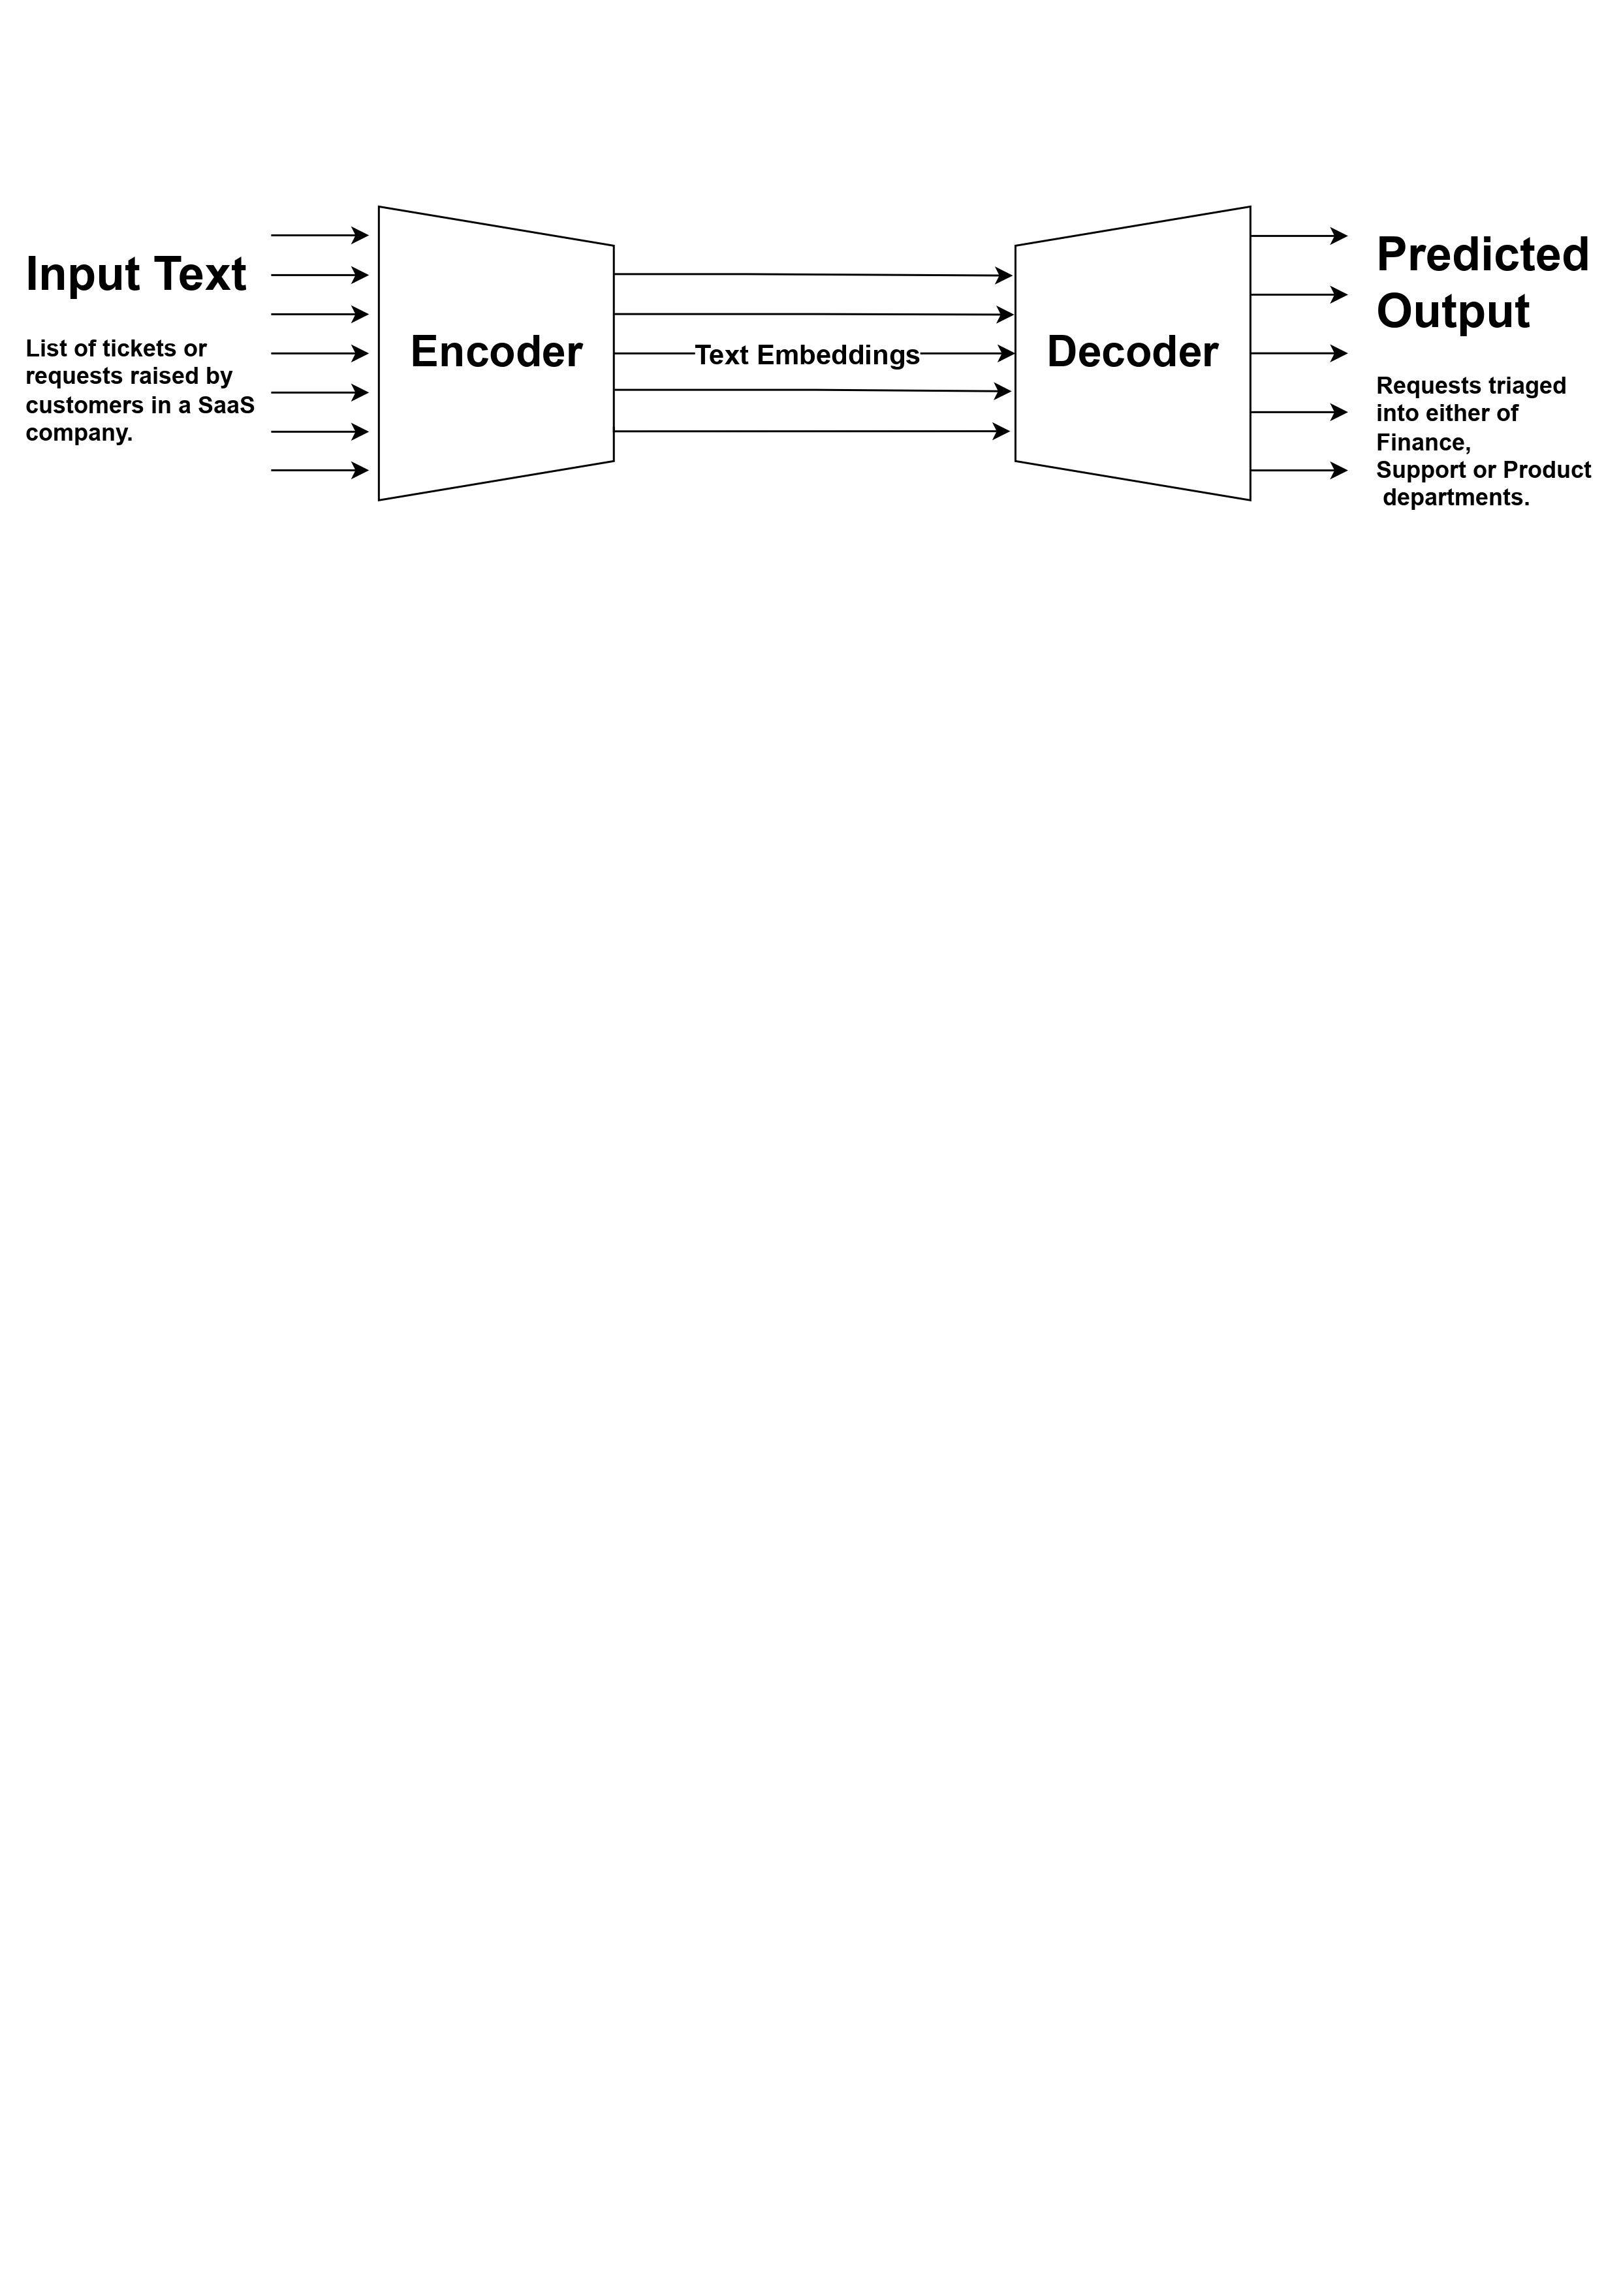 Input Text
List of tickets or
requests raised by
customers in a SaaS
company.
Encoder
Text Embeddings
Decoder
Predicted
Output
Requests triaged
into either of
Finance,
Support or Product
departments.